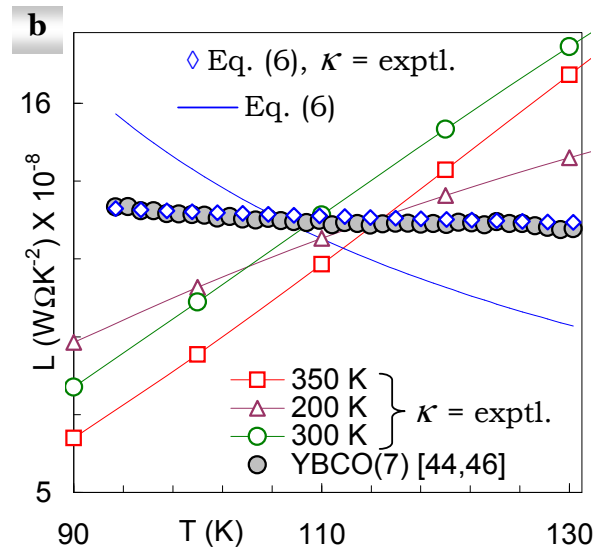 b
Eq. (6), κ = exptl.
Eq. (6)
16
L (WΩK⁻²) X 10⁻⁸
350 K
200 K
300 K
κ = exptl.
YBCO(7) [44,46]
5
90 T (K) 110 130